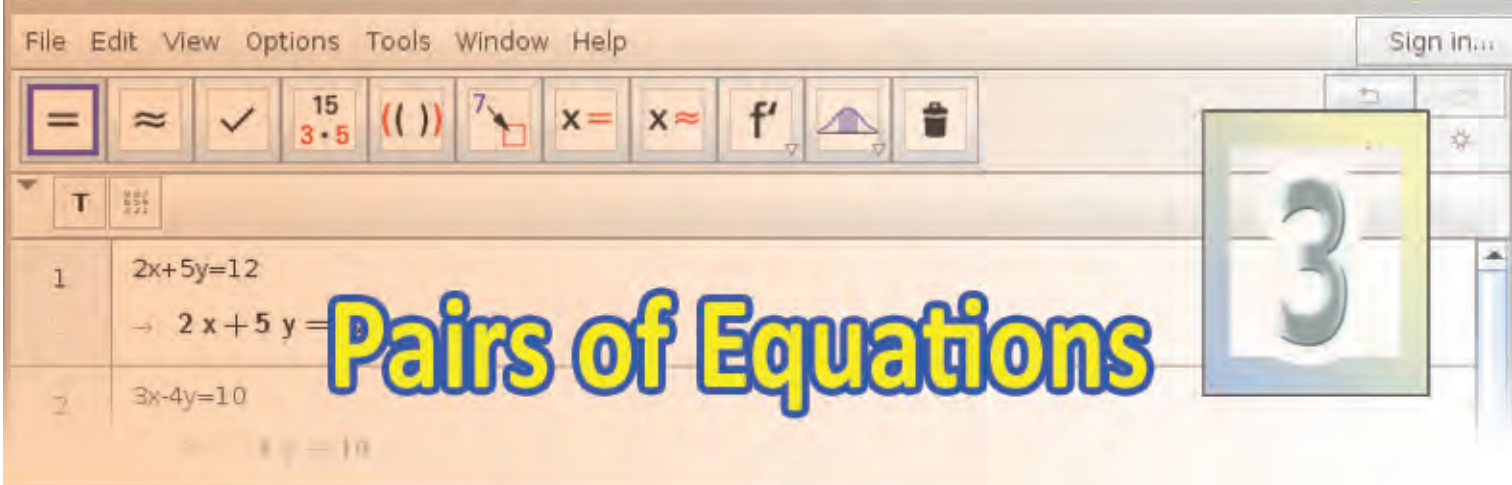 File Edit View Options Tools Window Help Sign in...
= ≈ ✓ 15 3 • 5 (( )) 7 x= x≈ f'
T
3
1 2x+5y=12
→ 2 x + 5 y =
Pairs of Equations
2 3x-4y=10
y = 10